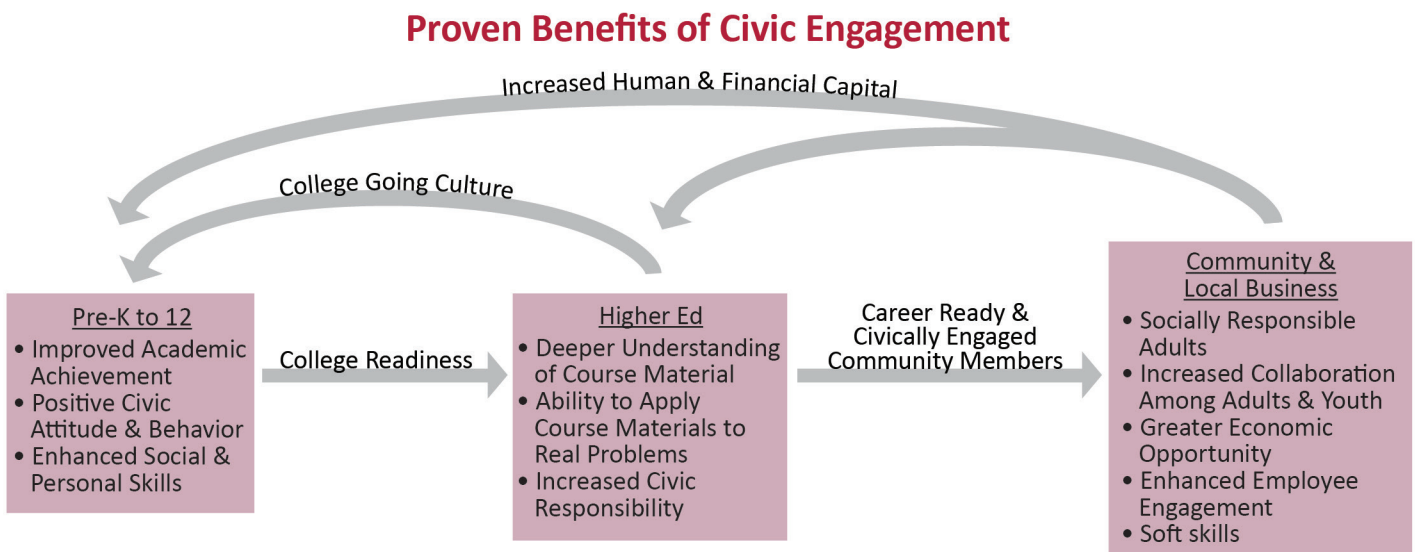 Proven Benefits of Civic Engagement
Increased Human & Financial Capital
College Going Culture
Pre-K to 12
• Improved Academic
Achievement
• Positive Civic
Attitude & Behavior
• Enhanced Social &
Personal Skills
College Readiness
Higher Ed
• Deeper Understanding
of Course Material
• Ability to Apply
Course Materials to
Real Problems
• Increased Civic
Responsibility
Career Ready &
Civically Engaged
Community Members
Community &
Local Business
• Socially Responsible
Adults
• Increased Collaboration
Among Adults & Youth
• Greater Economic
Opportunity
• Enhanced Employee
Engagement
• Soft skills